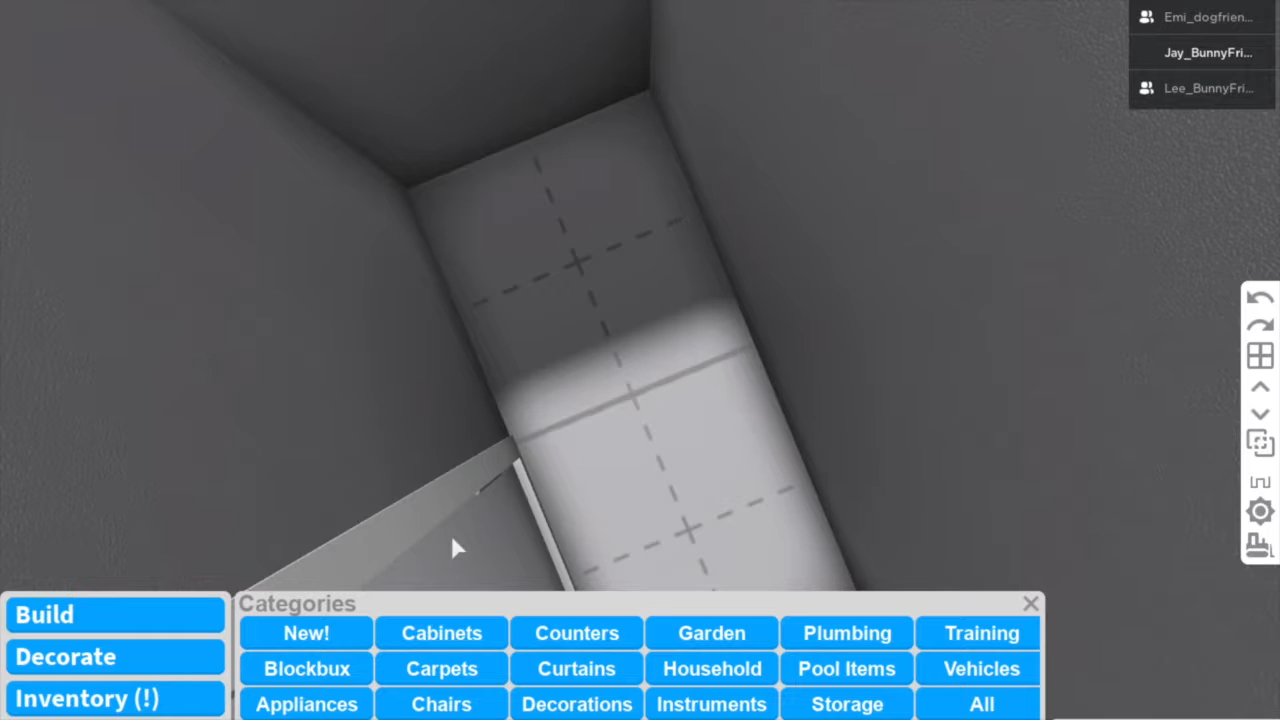 Emi_dogfrien...
Jay_BunnyFri...
Lee_BunnyFri...
Build
Decorate
Inventory (!)
Categories
New! Cabinets Counters Garden Plumbing Training
Blockbux Carpets Curtains Household Pool Items Vehicles
Appliances Chairs Decorations Instruments Storage All